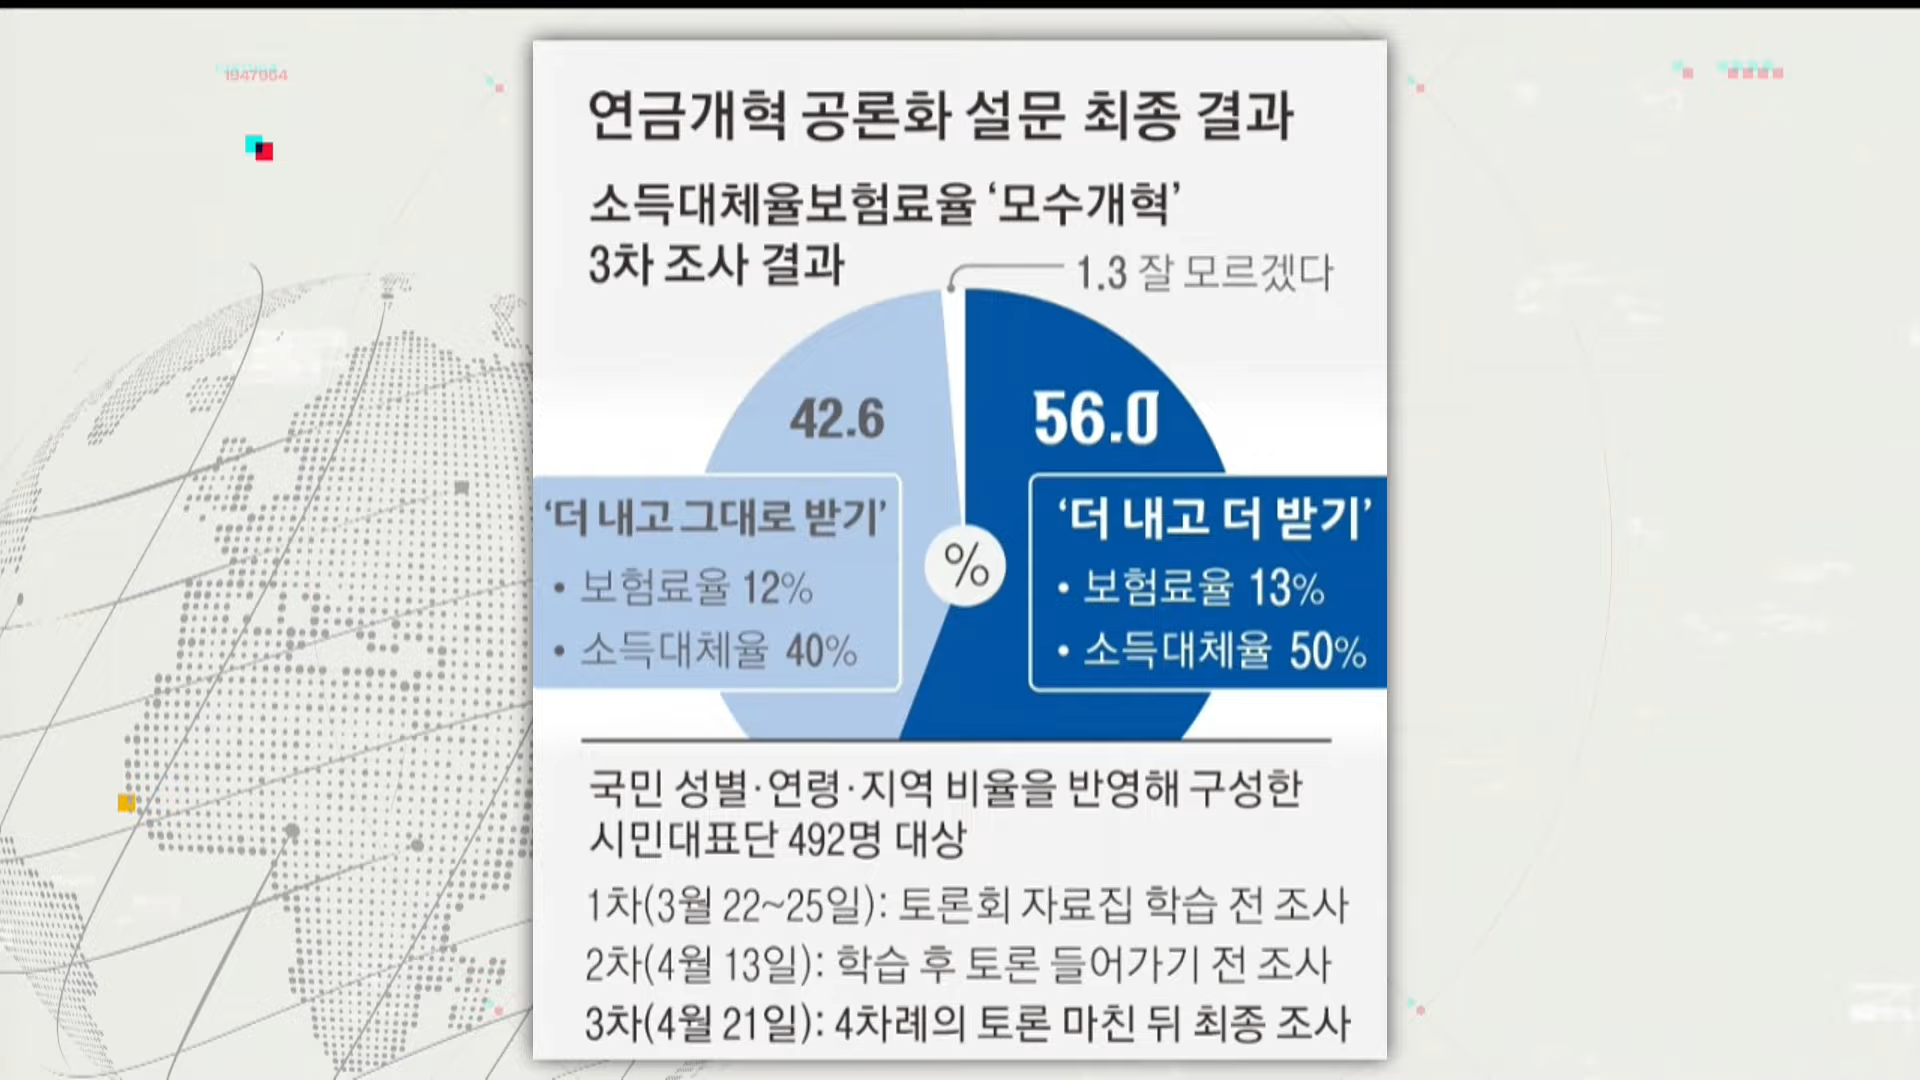 1947954
연금개혁 공론화 설문 최종 결과
소득대체율보험료율 ‘모수개혁’
3차 조사 결과
1.3 잘 모르겠다
42.6
56.0
‘더 내고 그대로 받기’
• 보험료율 12%
• 소득대체율 40%
%
‘더 내고 더 받기’
• 보험료율 13%
• 소득대체율 50%
국민 성별·연령·지역 비율을 반영해 구성한
시민대표단 492명 대상
1차(3월 22~25일): 토론회 자료집 학습 전 조사
2차(4월 13일): 학습 후 토론 들어가기 전 조사
3차(4월 21일): 4차례의 토론 마친 뒤 최종 조사